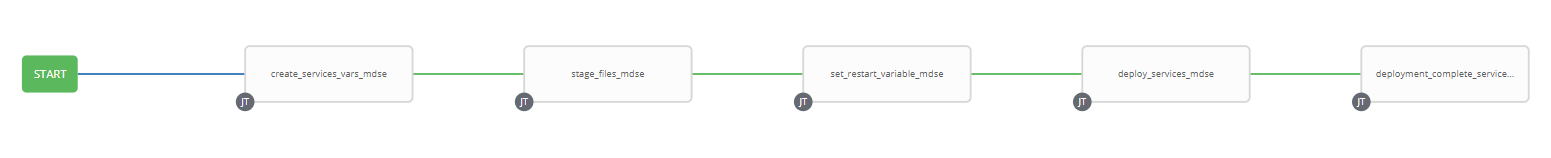 START
create_services_vars_mdse
JT
stage_files_mdse
JT
set_restart_variable_mdse
JT
deploy_services_mdse
JT
deployment_complete_service...
JT